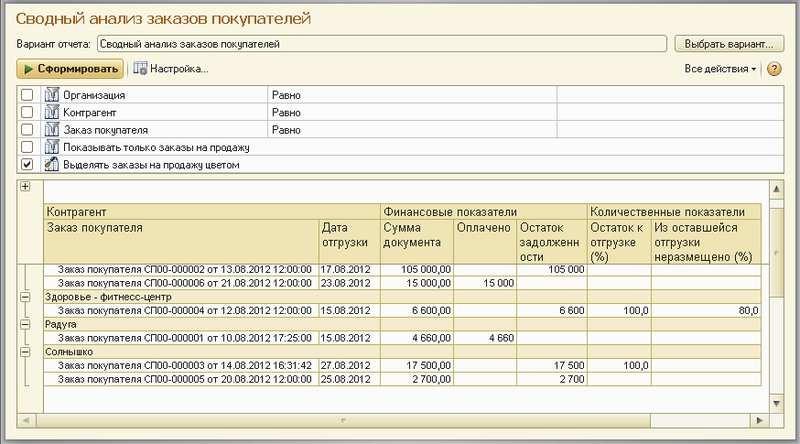 Сводный анализ заказов покупателей
Вариант отчета: Сводный анализ заказов покупателей Выбрать вариант...
Сформировать Настройка... Все действия ?
Организация Равно
Контрагент Равно
Заказ покупателя Равно
Показывать только заказы на продажу
Выделять заказы на продажу цветом
Контрагент Финансовые показатели Количественные показатели
Заказ покупателя Дата Сумма Оплачено Остаток Остаток к Из оставшейся
отгрузки документа задолженн отгрузке отгрузки
ости (%) неразмещено (%)
Заказ покупателя СП00-000002 от 13.08.2012 12:00:00 17.08.2012 105 000,00 105 000
Заказ покупателя СП00-000006 от 21.08.2012 12:00:00 23.08.2012 15 000,00 15 000
Здоровье - фитнесс-центр
Заказ покупателя СП00-000004 от 12.08.2012 12:00:00 15.08.2012 6 600,00 6 600 100,0 80,0
Радуга
Заказ покупателя СП00-000001 от 10.08.2012 17:25:00 15.08.2012 4 660,00 4 660
Солнышко
Заказ покупателя СП00-000003 от 14.08.2012 16:31:42 27.08.2012 17 500,00 17 500 100,0
Заказ покупателя СП00-000005 от 20.08.2012 12:00:00 25.08.2012 2 700,00 2 700